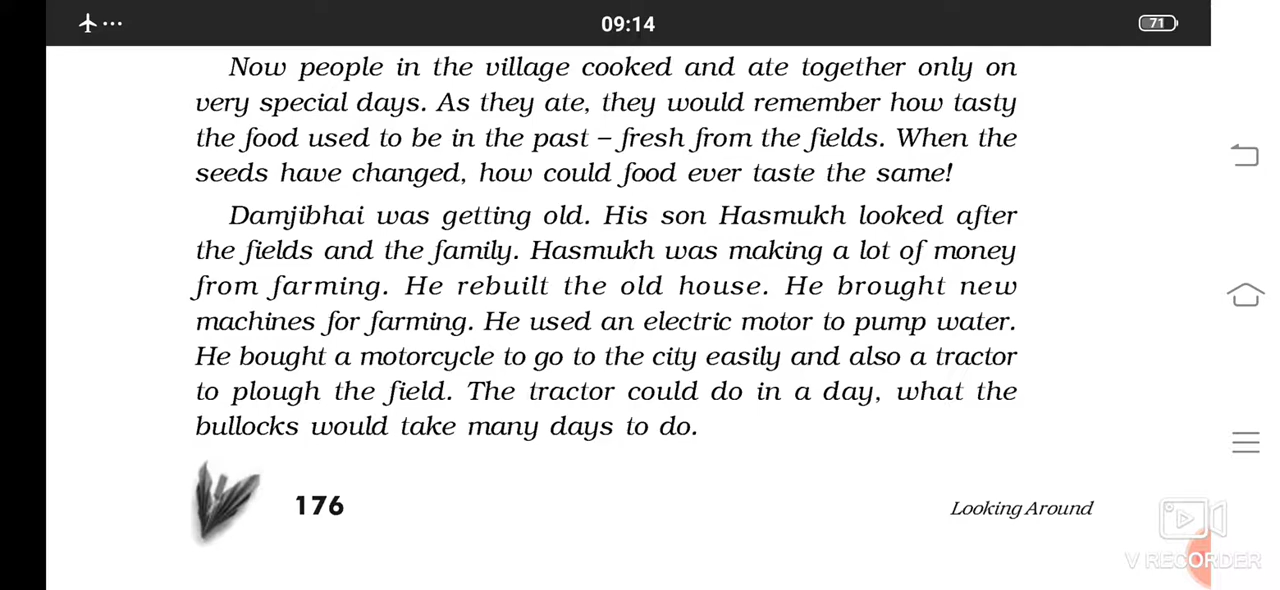 09:14
71
Now people in the village cooked and ate together only on
very special days. As they ate, they would remember how tasty
the food used to be in the past – fresh from the fields. When the
seeds have changed, how could food ever taste the same!
Damjibhai was getting old. His son Hasmukh looked after
the fields and the family. Hasmukh was making a lot of money
from farming. He rebuilt the old house. He brought new
machines for farming. He used an electric motor to pump water.
He bought a motorcycle to go to the city easily and also a tractor
to plough the field. The tractor could do in a day, what the
bullocks would take many days to do.
176
Looking Around
V RECORDER